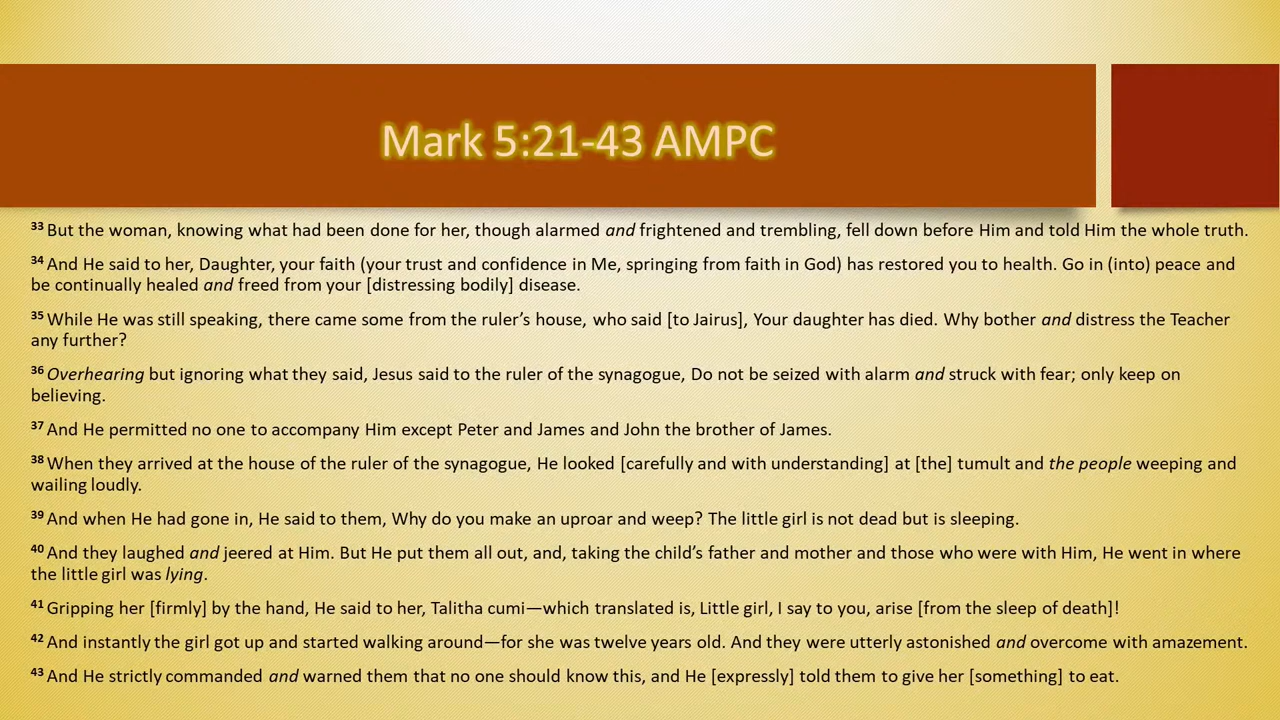 Mark 5:21-43 AMPC
33 But the woman, knowing what had been done for her, though alarmed and frightened and trembling, fell down before Him and told Him the whole truth.
34 And He said to her, Daughter, your faith (your trust and confidence in Me, springing from faith in God) has restored you to health. Go in (into) peace and
be continually healed and freed from your [distressing bodily] disease.
35 While He was still speaking, there came some from the ruler’s house, who said [to Jairus], Your daughter has died. Why bother and distress the Teacher
any further?
36 Overhearing but ignoring what they said, Jesus said to the ruler of the synagogue, Do not be seized with alarm and struck with fear; only keep on
believing.
37 And He permitted no one to accompany Him except Peter and James and John the brother of James.
38 When they arrived at the house of the ruler of the synagogue, He looked [carefully and with understanding] at [the] tumult and the people weeping and
wailing loudly.
39 And when He had gone in, He said to them, Why do you make an uproar and weep? The little girl is not dead but is sleeping.
40 And they laughed and jeered at Him. But He put them all out, and, taking the child’s father and mother and those who were with Him, He went in where
the little girl was lying.
41 Gripping her [firmly] by the hand, He said to her, Talitha cumi—which translated is, Little girl, I say to you, arise [from the sleep of death]!
42 And instantly the girl got up and started walking around—for she was twelve years old. And they were utterly astonished and overcome with amazement.
43 And He strictly commanded and warned them that no one should know this, and He [expressly] told them to give her [something] to eat.